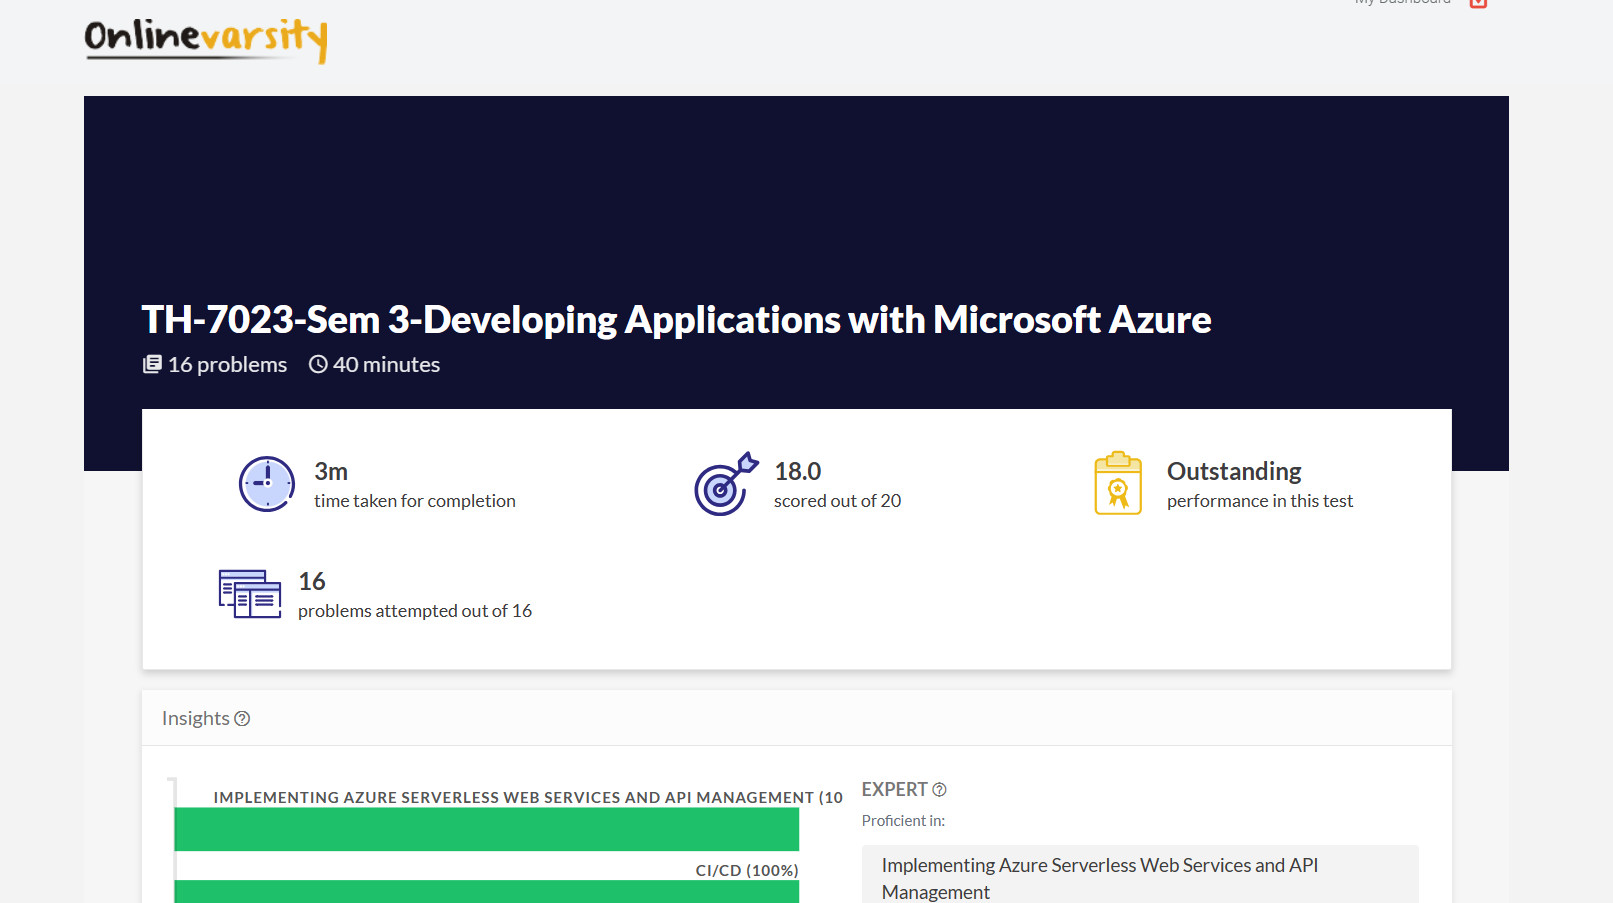 My Dashboard
Onlinevarsity
TH-7023-Sem 3-Developing Applications with Microsoft Azure
16 problems 40 minutes
3m
time taken for completion
18.0
scored out of 20
Outstanding
performance in this test
16
problems attempted out of 16
Insights
IMPLEMENTING AZURE SERVERLESS WEB SERVICES AND API MANAGEMENT (10
CI/CD (100%)
EXPERT
Proficient in:
Implementing Azure Serverless Web Services and API
Management